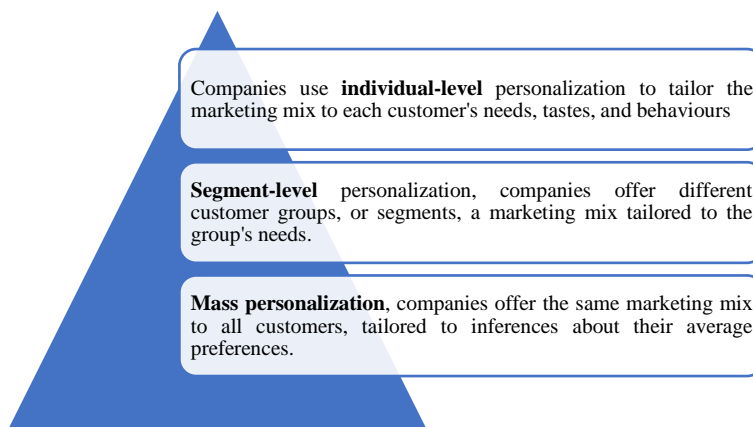 Companies use individual-level personalization to tailor the
marketing mix to each customer's needs, tastes, and behaviours
Segment-level personalization, companies offer different
customer groups, or segments, a marketing mix tailored to the
group's needs.
Mass personalization, companies offer the same marketing mix
to all customers, tailored to inferences about their average
preferences.